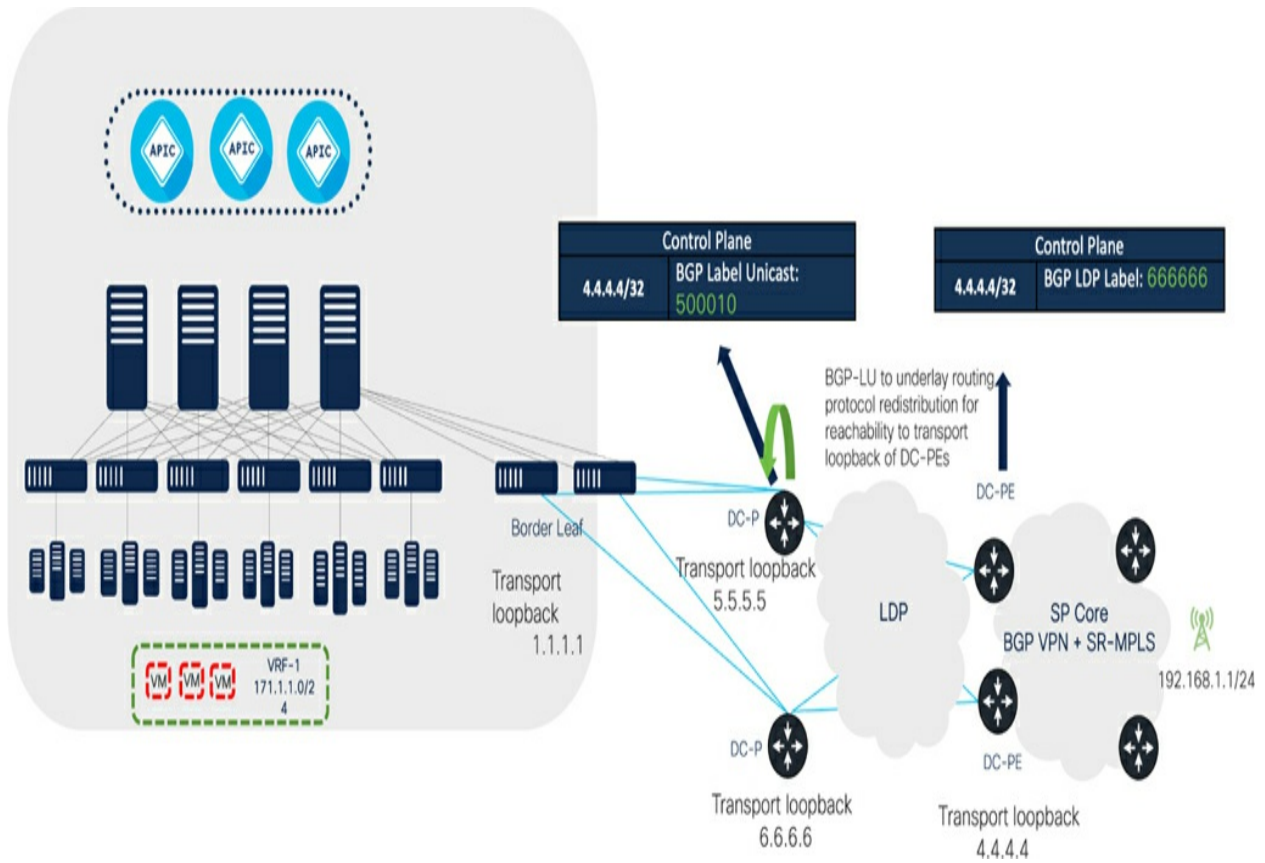 APIC
APIC
APIC
Control Plane
4.4.4.4/32
BGP Label Unicast:
500010
Control Plane
4.4.4.4/32
BGP LDP Label: 666666
BGP-LU to underlay routing
protocol redistribution for
reachability to transport
loopback of DC-PEs
DC-PE
Border Leaf
DC-P
Transport
loopback
1.1.1.1
Transport loopback
5.5.5.5
LDP
SP Core
BGP VPN + SR-MPLS
192.168.1.1/24
VM
VM
VM
VRF-1
171.1.1.0/2
4
DC-P
DC-PE
Transport loopback
6.6.6.6
Transport loopback
4.4.4.4